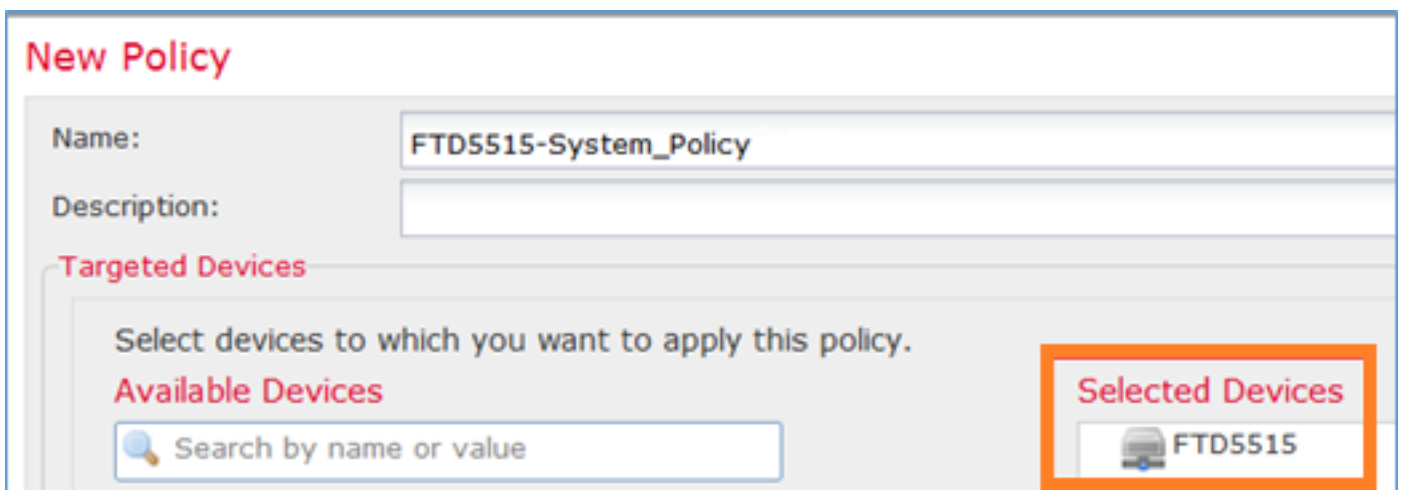 New Policy
Name:
FTD5515-System_Policy
Description:
Targeted Devices
Select devices to which you want to apply this policy.
Available Devices
Selected Devices
Search by name or value
FTD5515